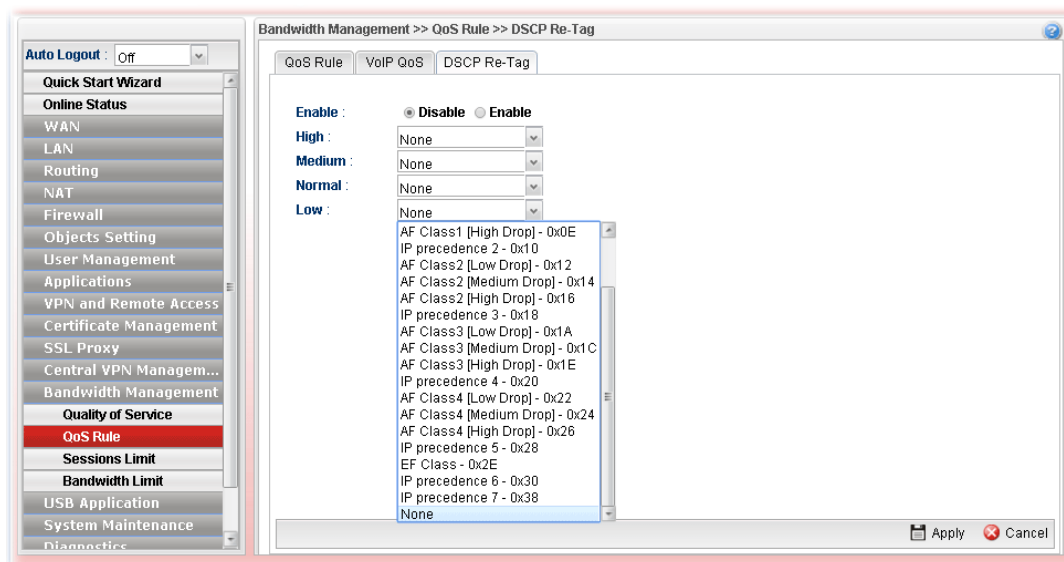 Bandwidth Management >> QoS Rule >> DSCP Re-Tag
Auto Logout : Off
Quick Start Wizard
Online Status
WAN
LAN
Routing
NAT
Firewall
Objects Setting
User Management
Applications
VPN and Remote Access
Certificate Management
SSL Proxy
Central VPN Managem...
Bandwidth Management
Quality of Service
QoS Rule
Sessions Limit
Bandwidth Limit
USB Application
System Maintenance
Diagnostics
QoS Rule VoIP QoS DSCP Re-Tag
Enable : Disable Enable
High : None
Medium : None
Normal : None
Low : None
AF Class1 [High Drop] - 0x0E
IP precedence 2 - 0x10
AF Class2 [Low Drop] - 0x12
AF Class2 [Medium Drop] - 0x14
AF Class2 [High Drop] - 0x16
IP precedence 3 - 0x18
AF Class3 [Low Drop] - 0x1A
AF Class3 [Medium Drop] - 0x1C
AF Class3 [High Drop] - 0x1E
IP precedence 4 - 0x20
AF Class4 [Low Drop] - 0x22
AF Class4 [Medium Drop] - 0x24
AF Class4 [High Drop] - 0x26
IP precedence 5 - 0x28
EF Class - 0x2E
IP precedence 6 - 0x30
IP precedence 7 - 0x38
None
Apply Cancel